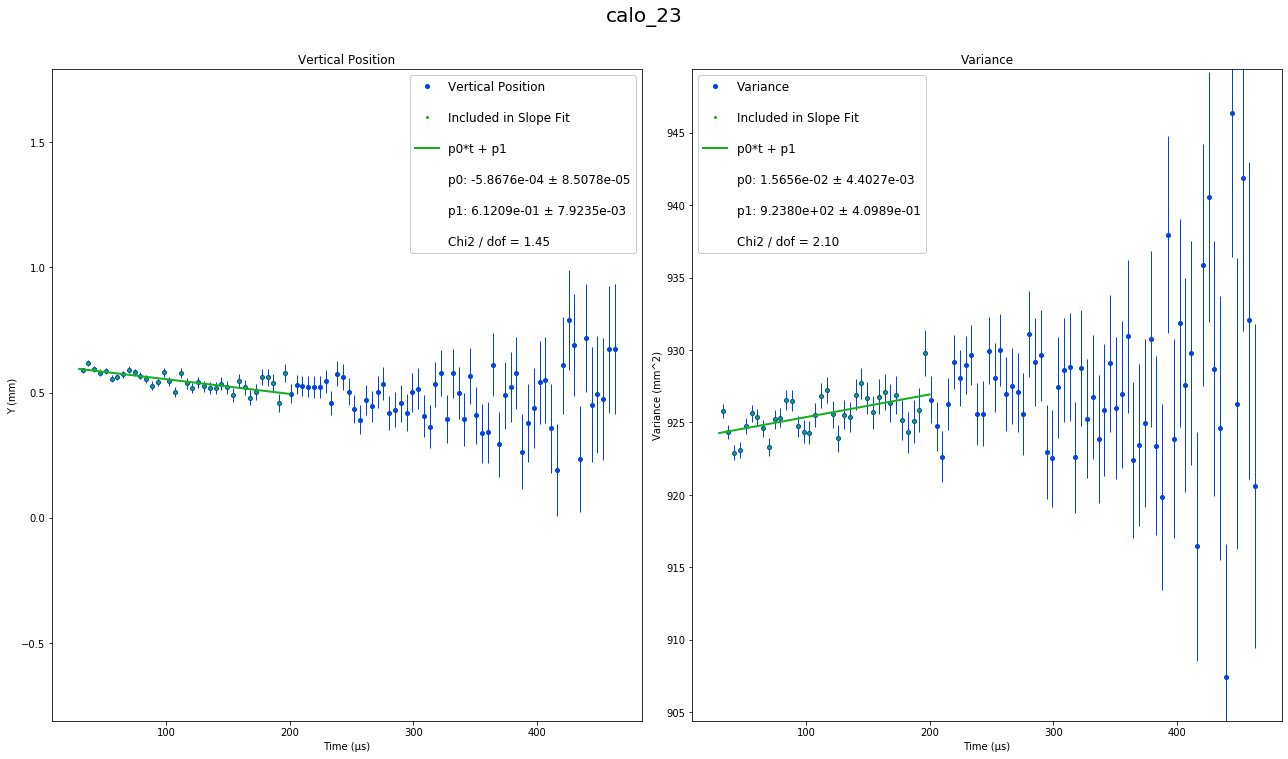 calo_23
Vertical Position
Vertical Position
Included in Slope Fit
p0*t + p1
p0: -5.8676e-04 ± 8.5078e-05
p1: 6.1209e-01 ± 7.9235e-03
Chi2 / dof = 1.45
1.5
1.0
0.5
0.0
−0.5
Y (mm)
100
200
300
400
Time (μs)
Variance
Variance
Included in Slope Fit
p0*t + p1
p0: 1.5656e-02 ± 4.4027e-03
p1: 9.2380e+02 ± 4.0989e-01
Chi2 / dof = 2.10
945
940
935
930
925
920
915
910
905
Variance (mm^2)
100
200
300
400
Time (μs)